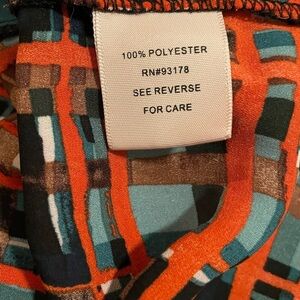 100% POLYESTER
RN#93178
SEE REVERSE
FOR CARE